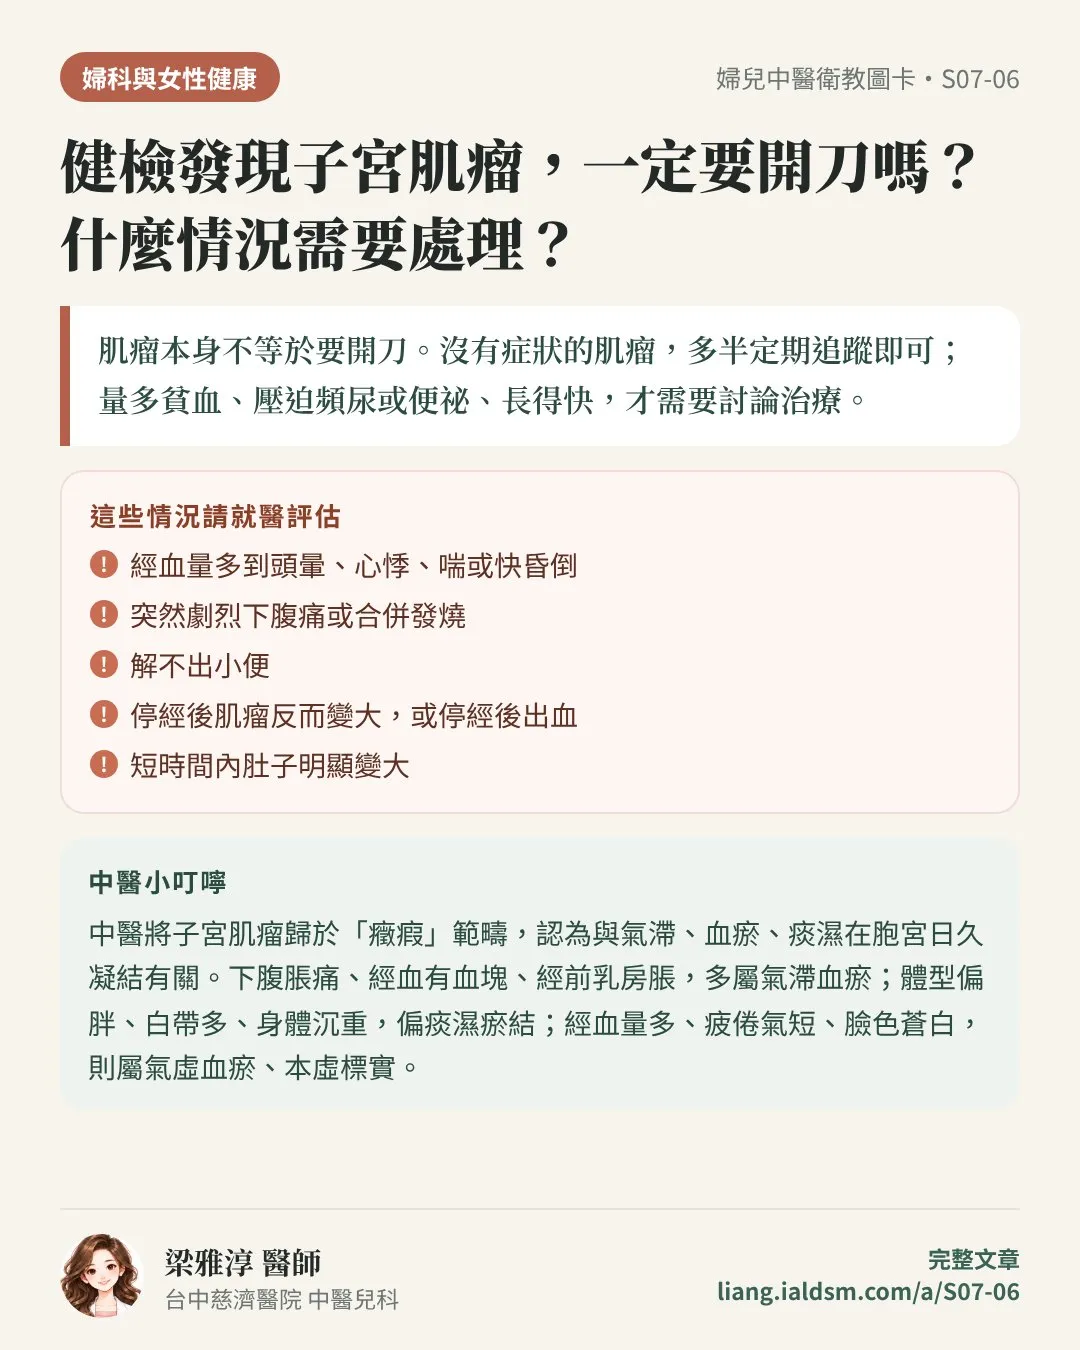 婦科與女性健康
婦兒中醫衛教圖卡・S07-06
健檢發現子宮肌瘤，一定要開刀嗎？
什麼情況需要處理？
肌瘤本身不等於要開刀。沒有症狀的肌瘤，多半定期追蹤即可；
量多貧血、壓迫頻尿或便祕、長得快，才需要討論治療。
這些情況請就醫評估
! 經血量多到頭暈、心悸、喘或快昏倒
! 突然劇烈下腹痛或合併發燒
! 解不出小便
! 停經後肌瘤反而變大，或停經後出血
! 短時間內肚子明顯變大
中醫小叮嚀
中醫將子宮肌瘤歸於「癥瘕」範疇，認為與氣滯、血瘀、痰濕在胞宮日久
凝結有關。下腹脹痛、經血有血塊、經前乳房脹，多屬氣滯血瘀；體型偏
胖、白帶多、身體沉重，偏痰濕瘀結；經血量多、疲倦氣短、臉色蒼白，
則屬氣虛血瘀、本虛標實。
梁雅淳 醫師
台中慈濟醫院 中醫兒科
完整文章
liang.ialdsm.com/a/S07-06